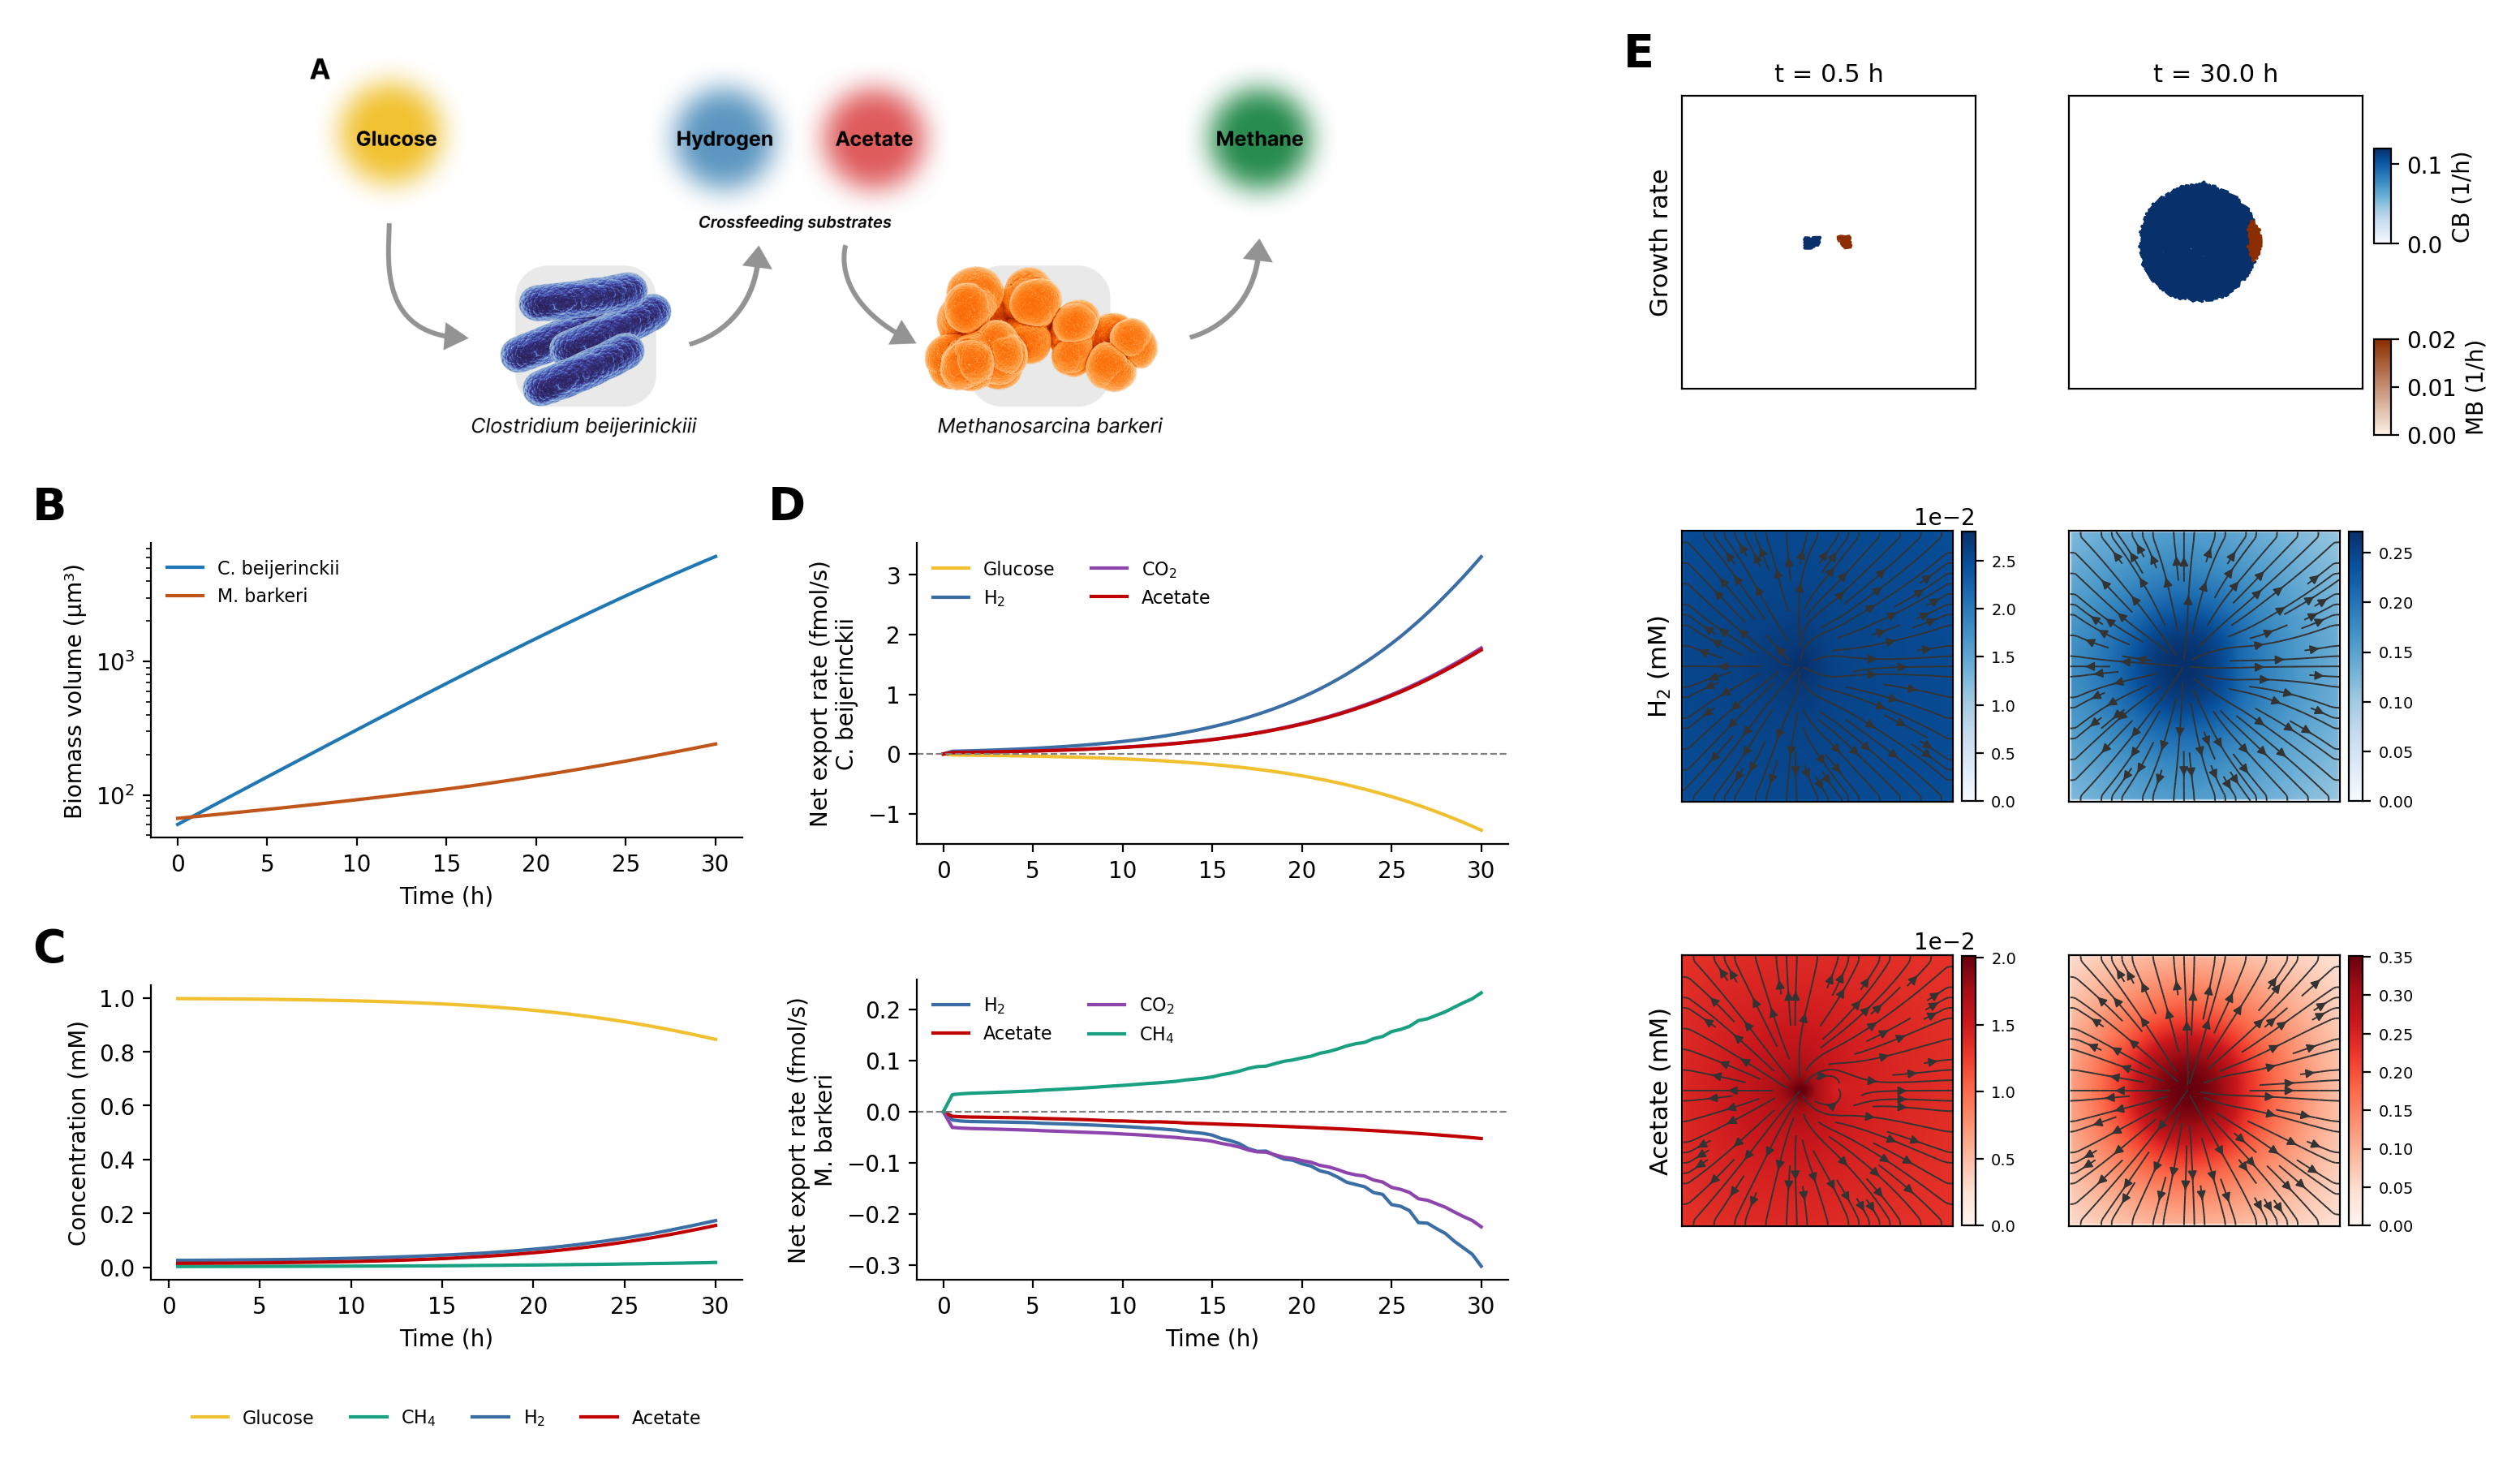 A
Glucose
Hydrogen
Acetate
Methane
Crossfeeding substrates
Clostridium beijerinickiii
Methanosarcina barkeri
B
Biomass volume (µm³)
10³
10²
C. beijerinckii
M. barkeri
0 5 10 15 20 25 30
Time (h)
C
Concentration (mM)
1.0
0.8
0.6
0.4
0.2
0.0
0 5 10 15 20 25 30
Time (h)
Glucose CH₄ H₂ Acetate
D
Net export rate (fmol/s)
C. beijerinckii
3
2
1
0
−1
Glucose CO₂
H₂ Acetate
0 5 10 15 20 25 30
Net export rate (fmol/s)
M. barkeri
0.2
0.1
0.0
−0.1
−0.2
−0.3
H₂ CO₂
Acetate CH₄
0 5 10 15 20 25 30
Time (h)
E
t = 0.5 h
t = 30.0 h
Growth rate
0.1
0.0
CB (1/h)
0.02
0.01
0.00
MB (1/h)
H₂ (mM)
1e−2
2.5
2.0
1.5
1.0
0.5
0.0
0.25
0.20
0.15
0.10
0.05
0.00
Acetate (mM)
1e−2
2.0
1.5
1.0
0.5
0.0
0.35
0.30
0.25
0.20
0.15
0.10
0.05
0.00